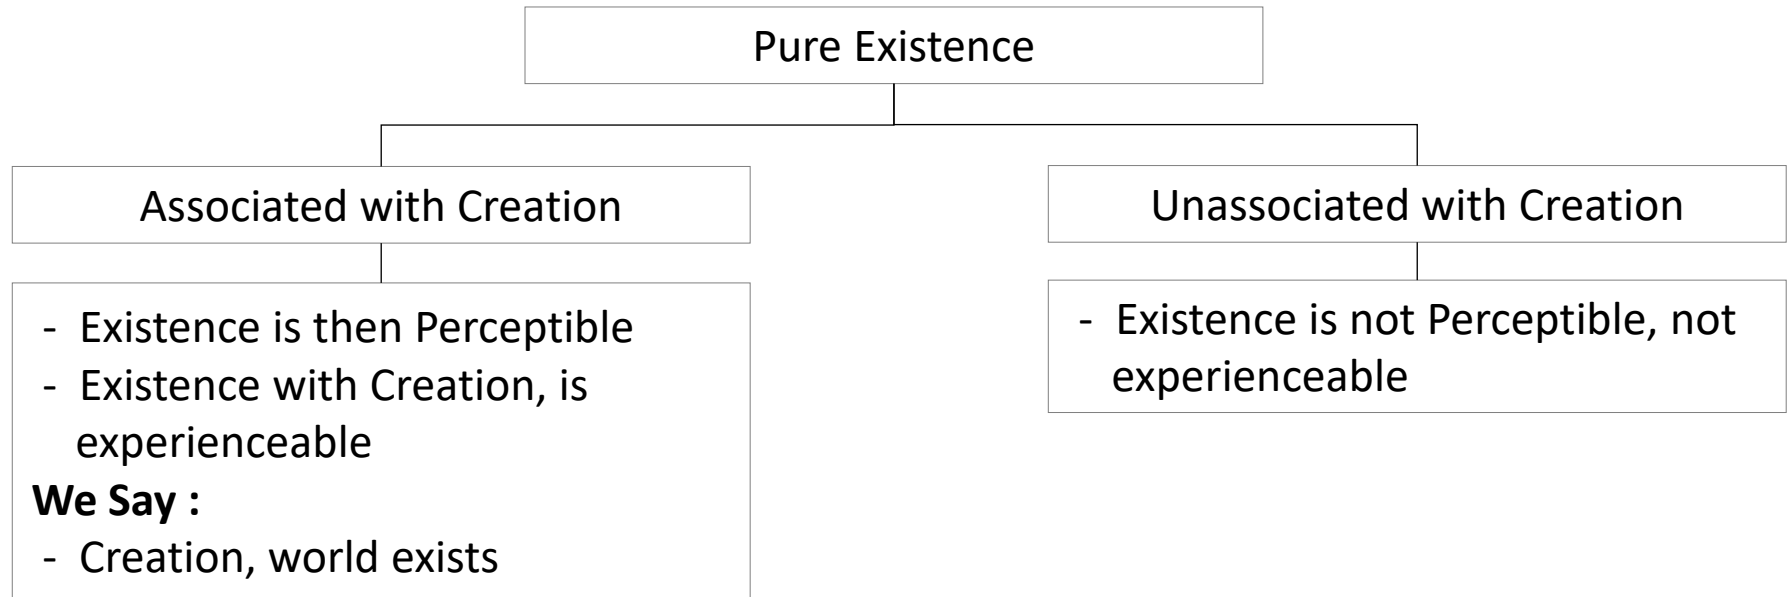 Pure Existence
Associated with Creation
Unassociated with Creation
- Existence is then Perceptible
- Existence with Creation, is
experienceable
We Say :
- Creation, world exists
- Existence is not Perceptible, not
experienceable